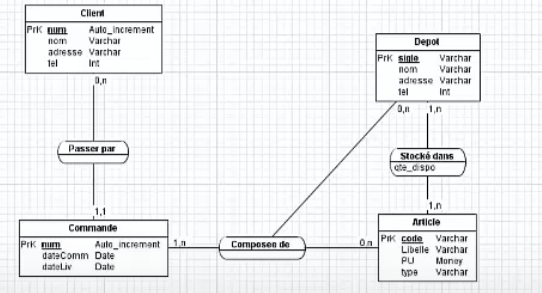 Client
PrK num Auto_increment
nom Varchar
adresse Varchar
tel Int
0,n
Passer par
1,1
Commande
PrK num Auto_increment
dateComm Date
dateLiv Date
1,n
Composee de
0,n
Depot
PrK sigle Varchar
nom Varchar
adresse Varchar
tel Int
0,n 1,n
Stocké dans
qte_dispo
1,n
Article
PrK code Varchar
Libelle Varchar
PU Money
type Varchar